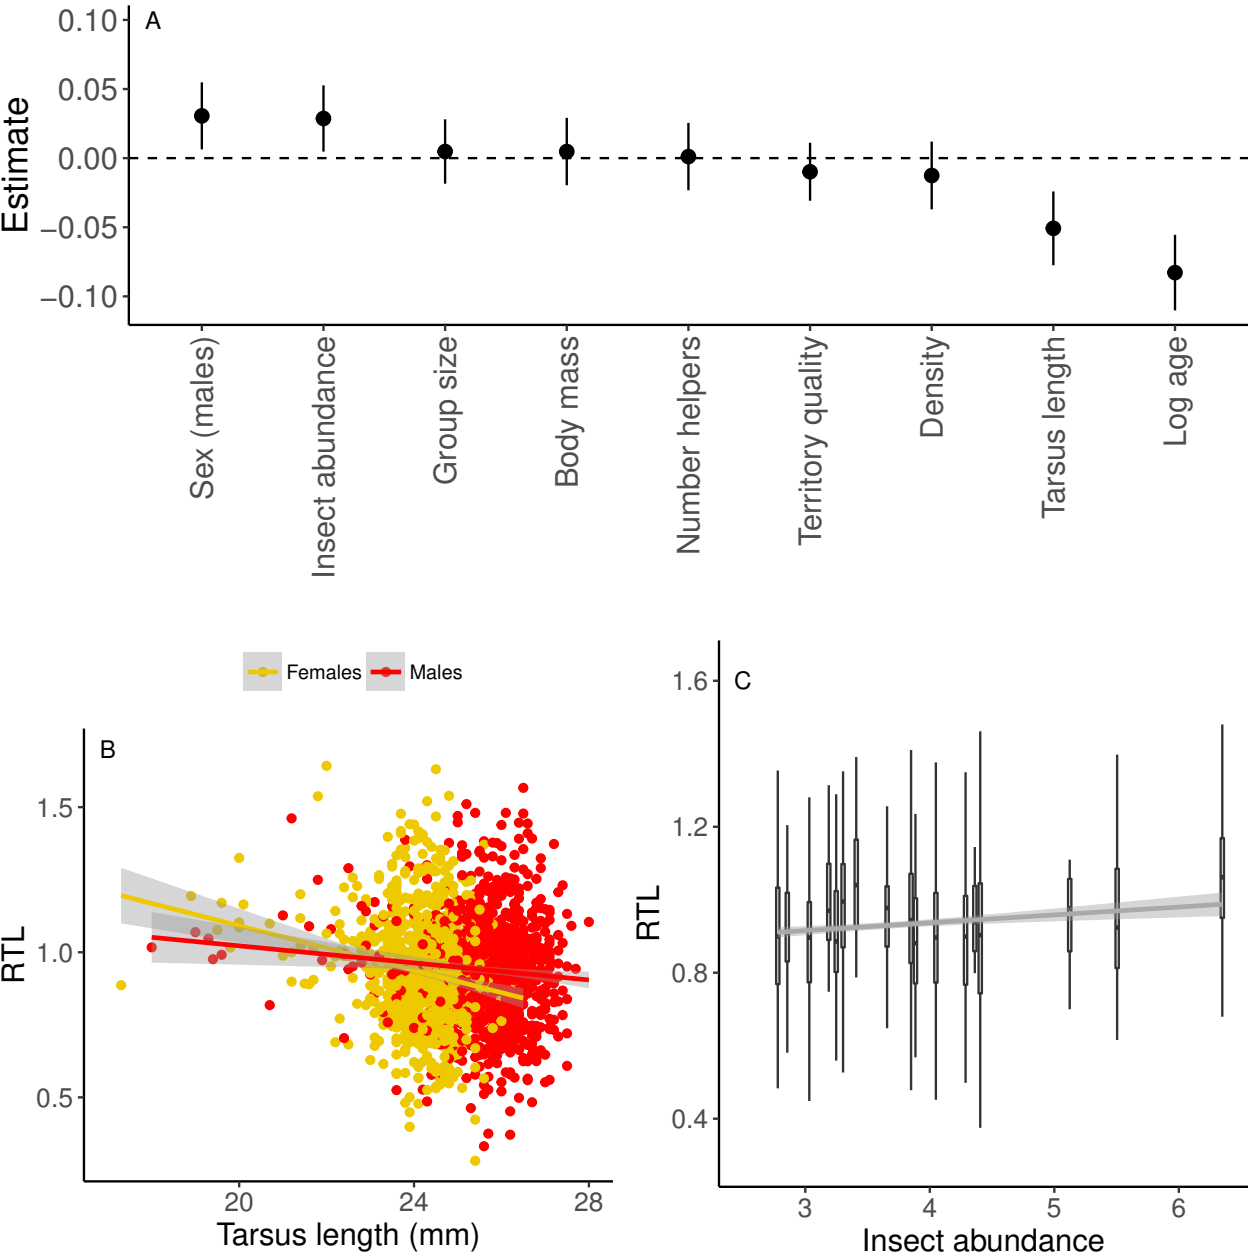 A
0.10
0.05
0.00
−0.05
−0.10
Estimate
Sex (males)
Insect abundance
Group size
Body mass
Number helpers
Territory quality
Density
Tarsus length
Log age
Females Males
B
1.5
1.0
0.5
RTL
20 24 28
Tarsus length (mm)
C
1.6
1.2
0.8
0.4
RTL
3 4 5 6
Insect abundance